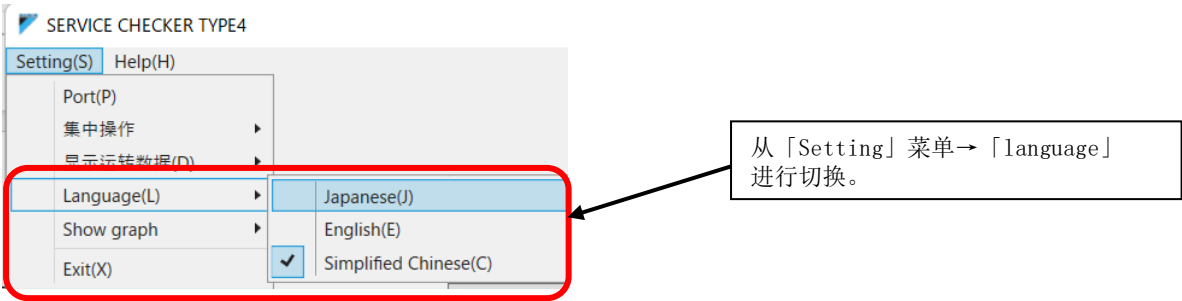 SERVICE CHECKER TYPE4
Setting(S) Help(H)
Port(P)
集中操作
显示运转数据(D)
Language(L)
Japanese(J)
Show graph
English(E)
Exit(X)
Simplified Chinese(C)
从「Setting」菜单→「language」
进行切换。